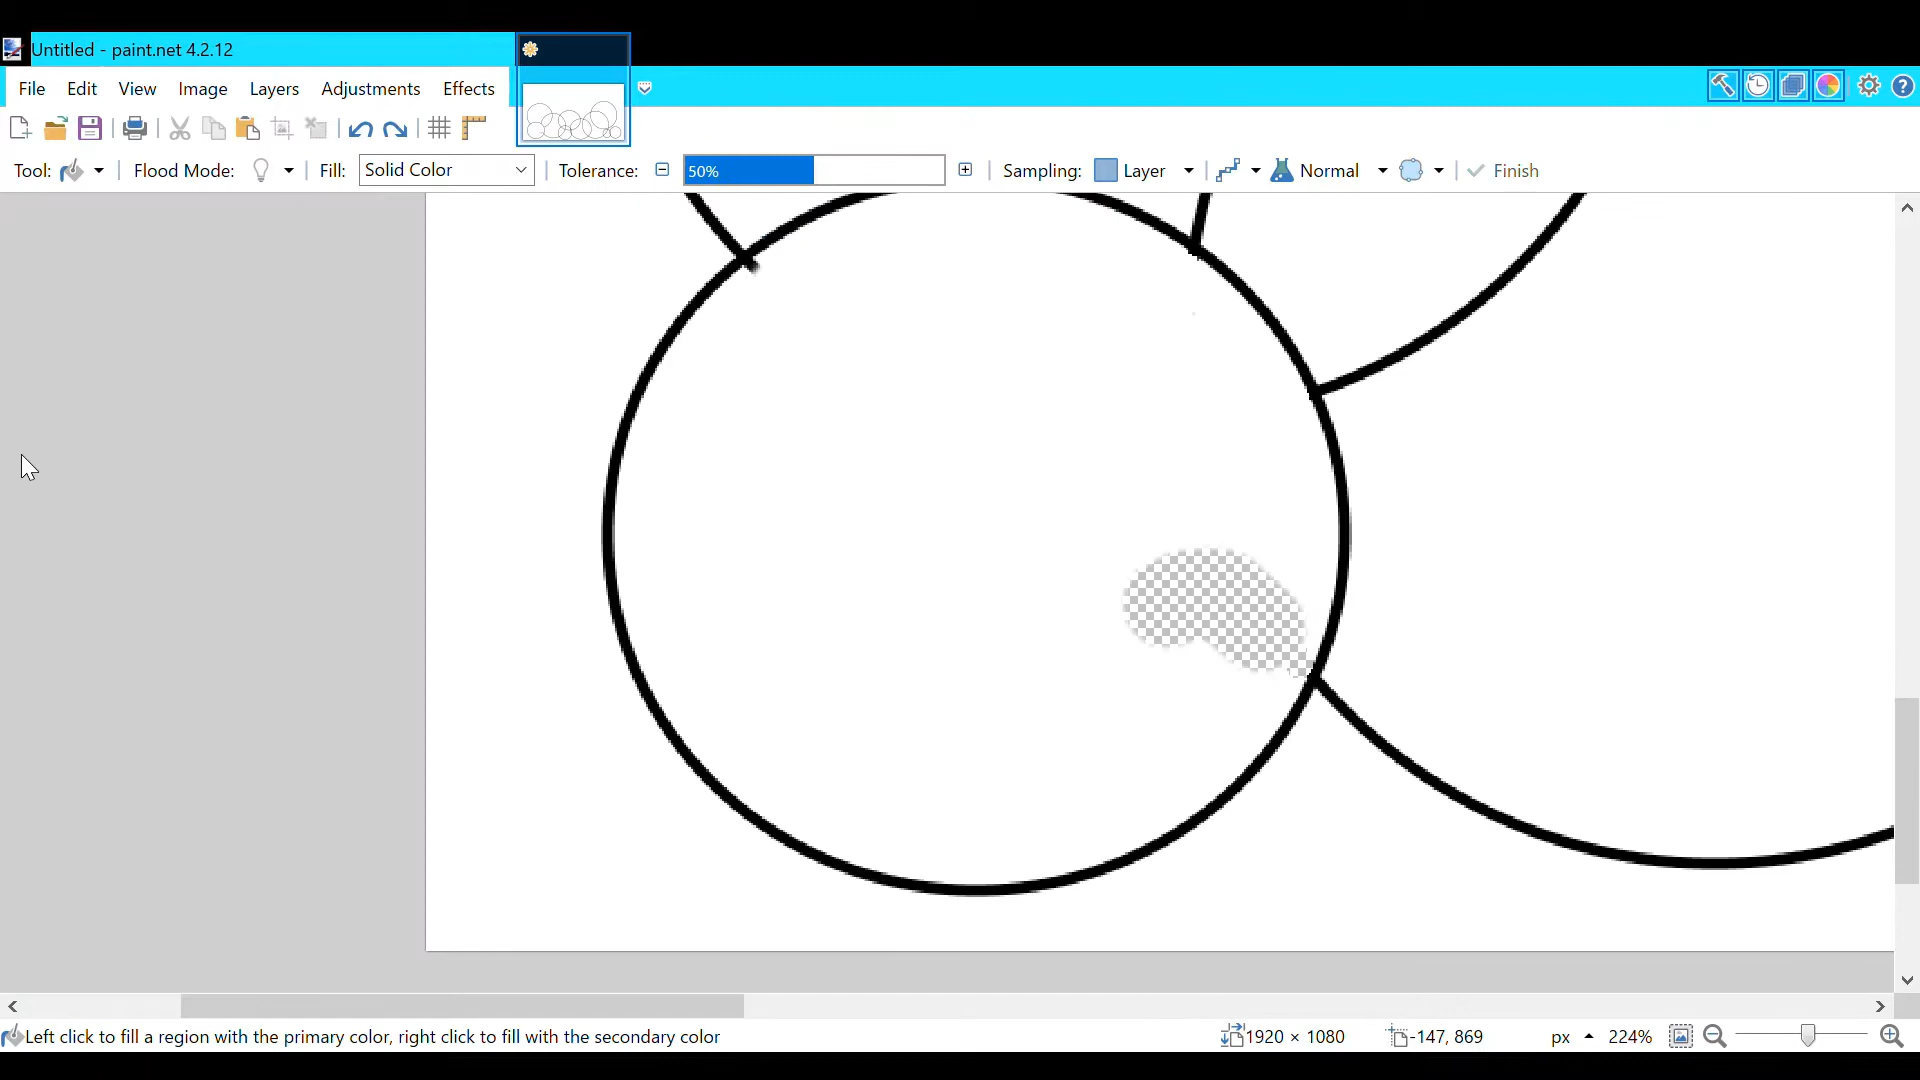 Untitled - paint.net 4.2.12
File Edit View Image Layers Adjustments Effects
Tool: Flood Mode: Fill: Solid Color Tolerance: 50% Sampling: Layer Normal Finish
Left click to fill a region with the primary color, right click to fill with the secondary color 1920 × 1080 -147, 869 px 224%